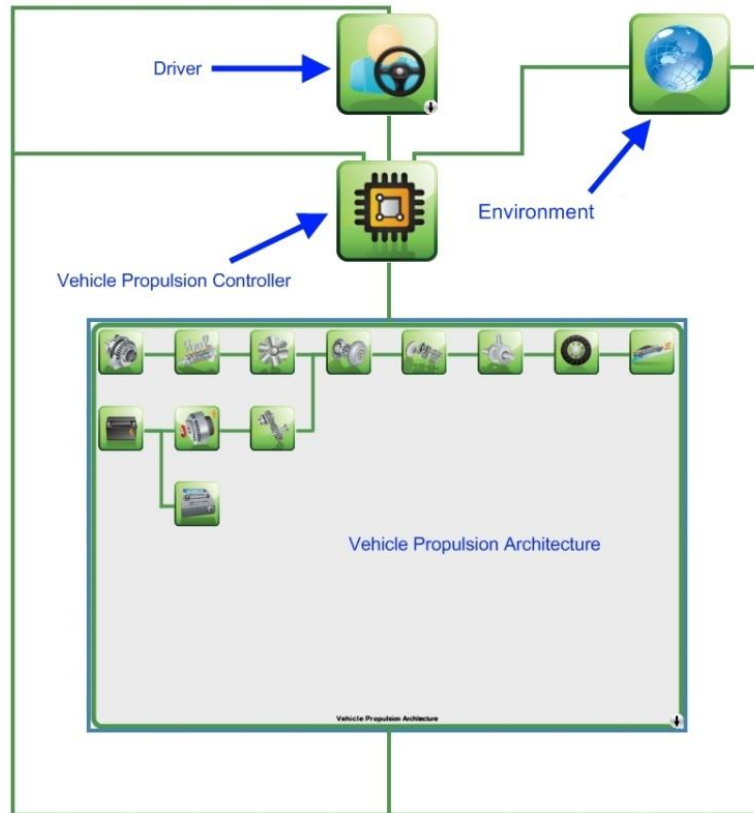 Driver
Environment
Vehicle Propulsion Controller
Vehicle Propulsion Architecture
Vehicle Propulsion Architecture